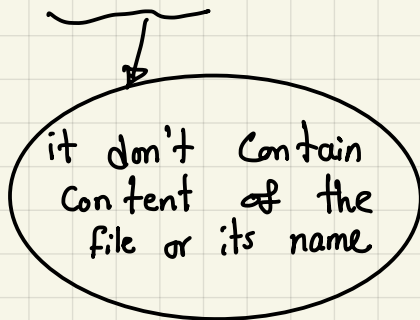 it don't contain
content of the
file or its name